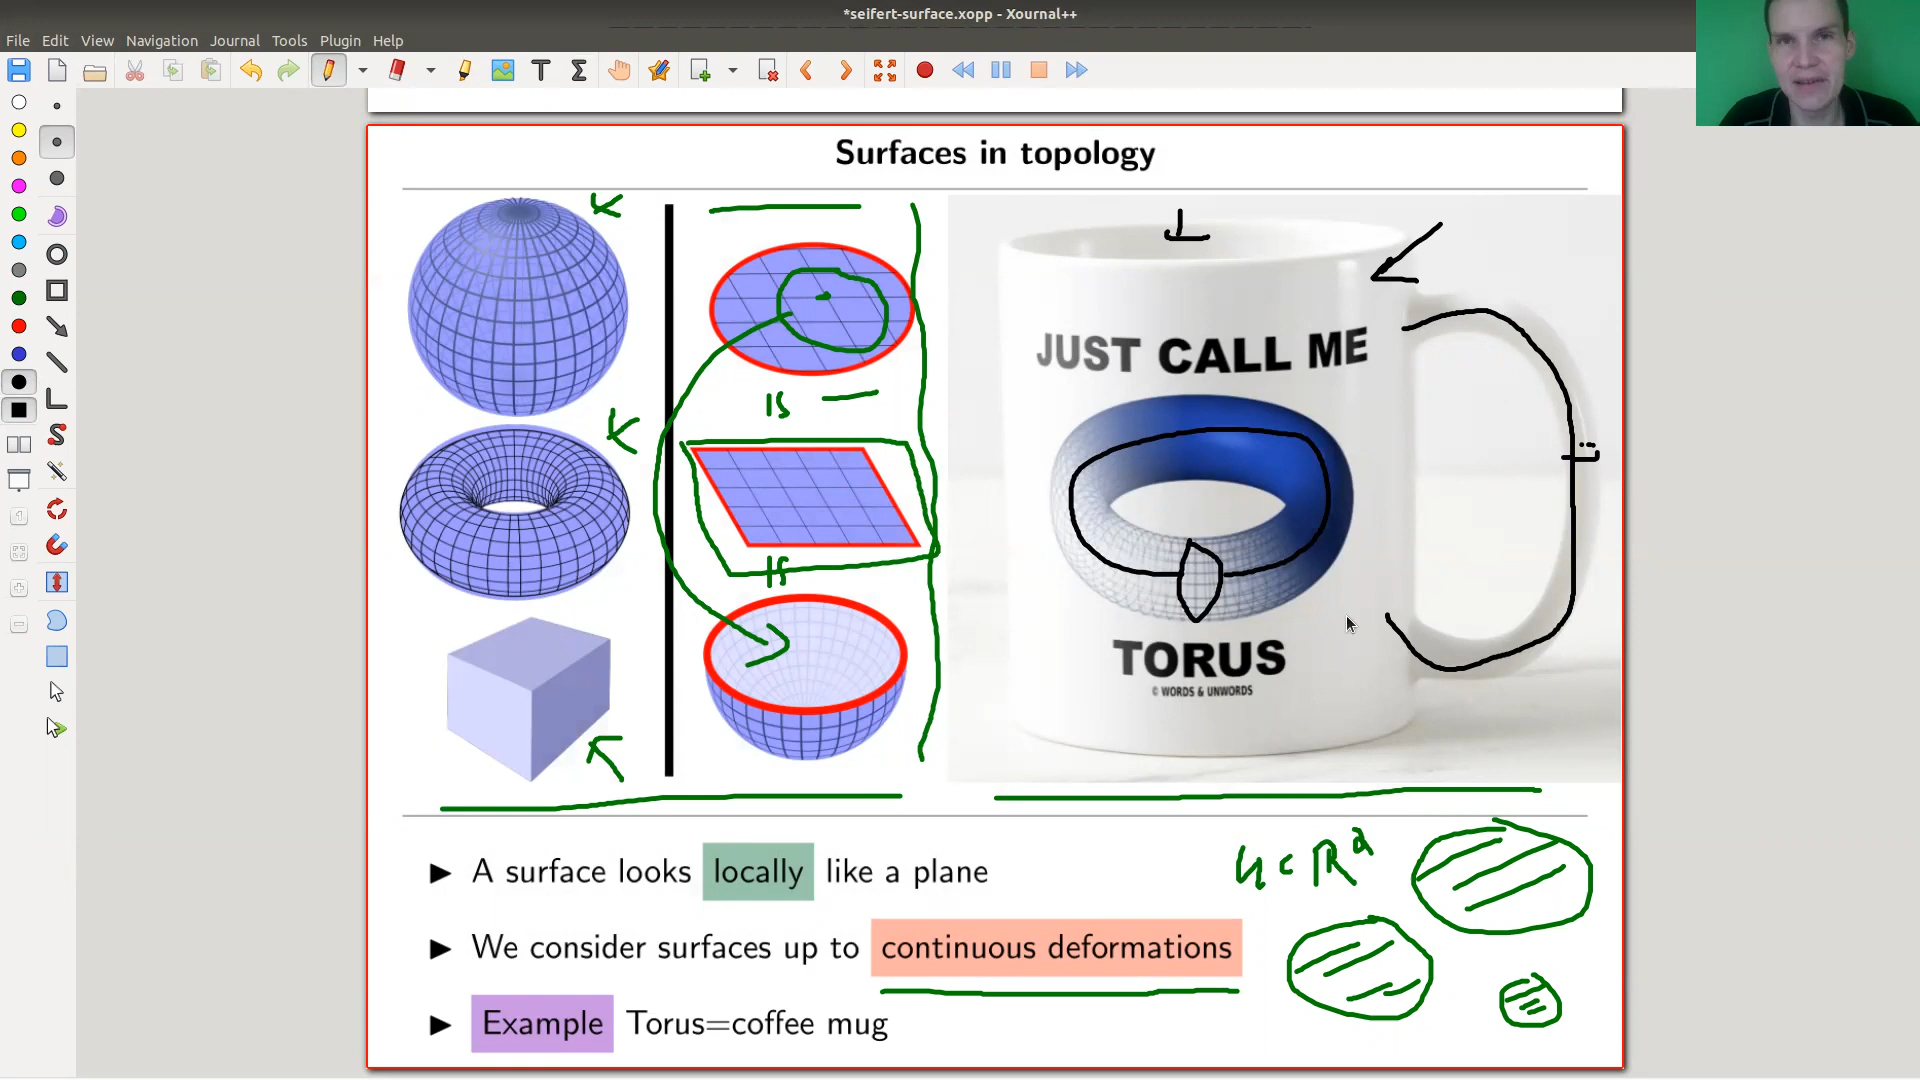 *seifert-surface.xopp - Xournal++
File Edit View Navigation Journal Tools Plugin Help
Surfaces in topology
JUST CALL ME
TORUS
© WORDS & UNWORDS
A surface looks locally like a plane
We consider surfaces up to continuous deformations
Example Torus=coffee mug